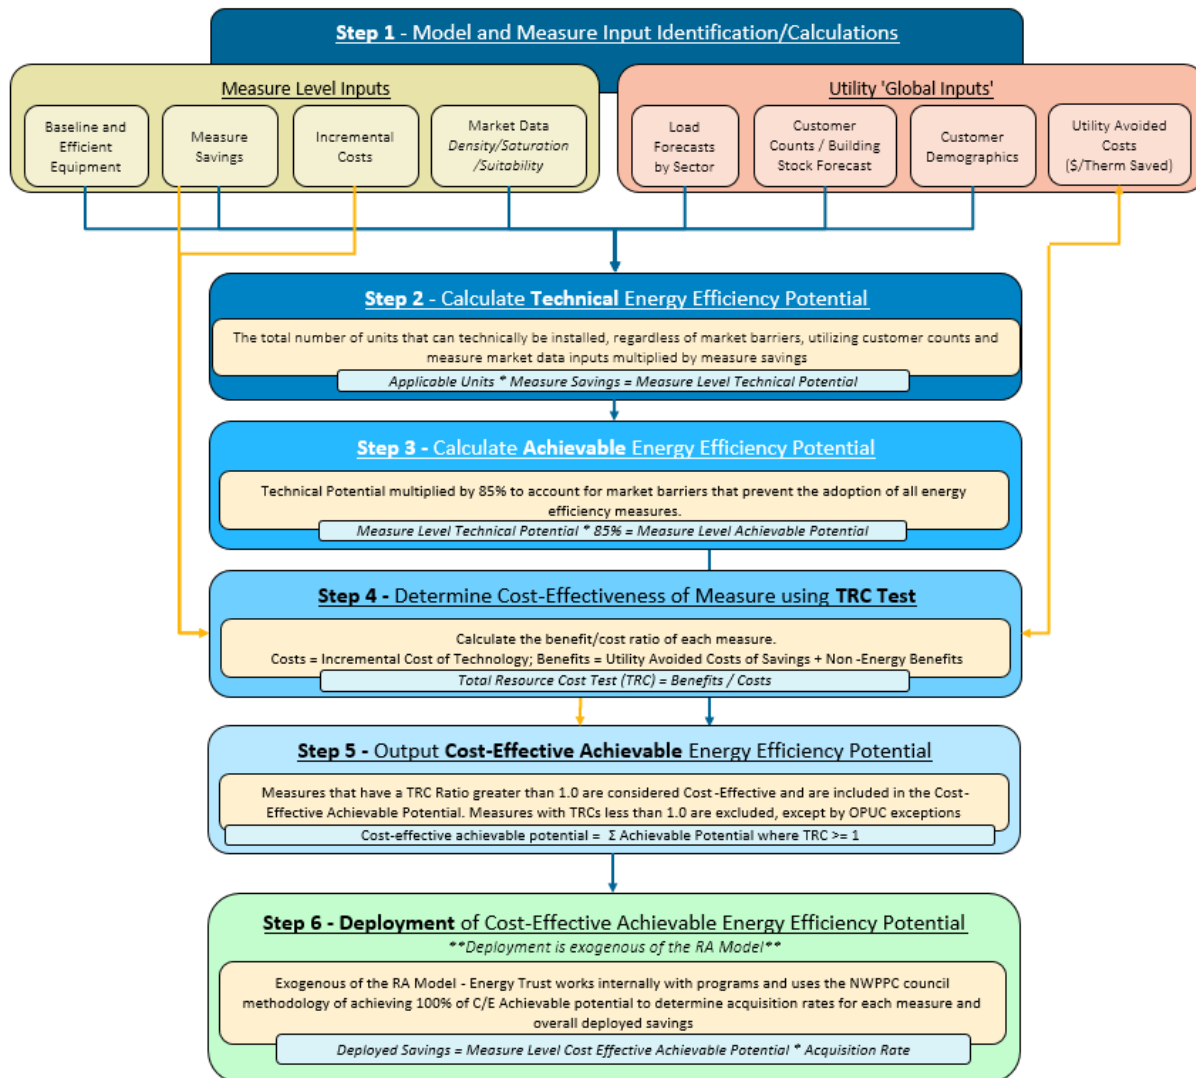 Step 1 - Model and Measure Input Identification/Calculations
Measure Level Inputs
Baseline and
Efficient
Equipment
Measure
Savings
Incremental
Costs
Market Data
Density/Saturation
/Suitability
Utility 'Global Inputs'
Load
Forecasts
by Sector
Customer
Counts / Building
Stock Forecast
Customer
Demographics
Utility Avoided
Costs
($/Therm Saved)
Step 2 - Calculate Technical Energy Efficiency Potential
The total number of units that can technically be installed, regardless of market barriers, utilizing customer counts and
measure market data inputs multiplied by measure savings
Applicable Units * Measure Savings = Measure Level Technical Potential
Step 3 - Calculate Achievable Energy Efficiency Potential
Technical Potential multiplied by 85% to account for market barriers that prevent the adoption of all energy
efficiency measures.
Measure Level Technical Potential * 85% = Measure Level Achievable Potential
Step 4 - Determine Cost-Effectiveness of Measure using TRC Test
Calculate the benefit/cost ratio of each measure.
Costs = Incremental Cost of Technology; Benefits = Utility Avoided Costs of Savings + Non -Energy Benefits
Total Resource Cost Test (TRC) = Benefits / Costs
Step 5 - Output Cost-Effective Achievable Energy Efficiency Potential
Measures that have a TRC Ratio greater than 1.0 are considered Cost -Effective and are included in the Cost-
Effective Achievable Potential. Measures with TRCs less than 1.0 are excluded, except by OPUC exceptions
Cost-effective achievable potential = Σ Achievable Potential where TRC >= 1
Step 6 - Deployment of Cost-Effective Achievable Energy Efficiency Potential
**Deployment is exogenous of the RA Model**
Exogenous of the RA Model - Energy Trust works internally with programs and uses the NWPPC council
methodology of achieving 100% of C/E Achievable potential to determine acquisition rates for each measure and
overall deployed savings
Deployed Savings = Measure Level Cost Effective Achievable Potential * Acquisition Rate